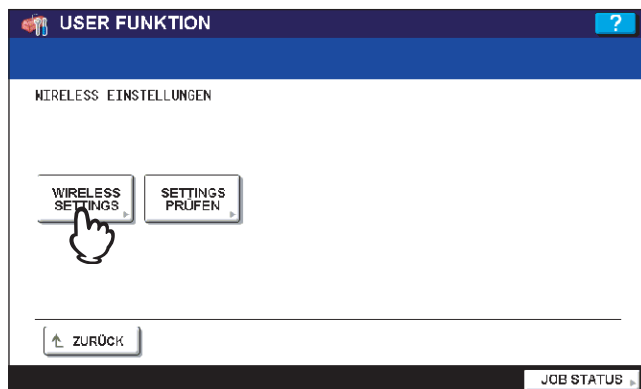 USER FUNKTION
?
WIRELESS EINSTELLUNGEN
WIRELESS
SETTINGS
SETTINGS
PRÜFEN
ZURÜCK
JOB STATUS